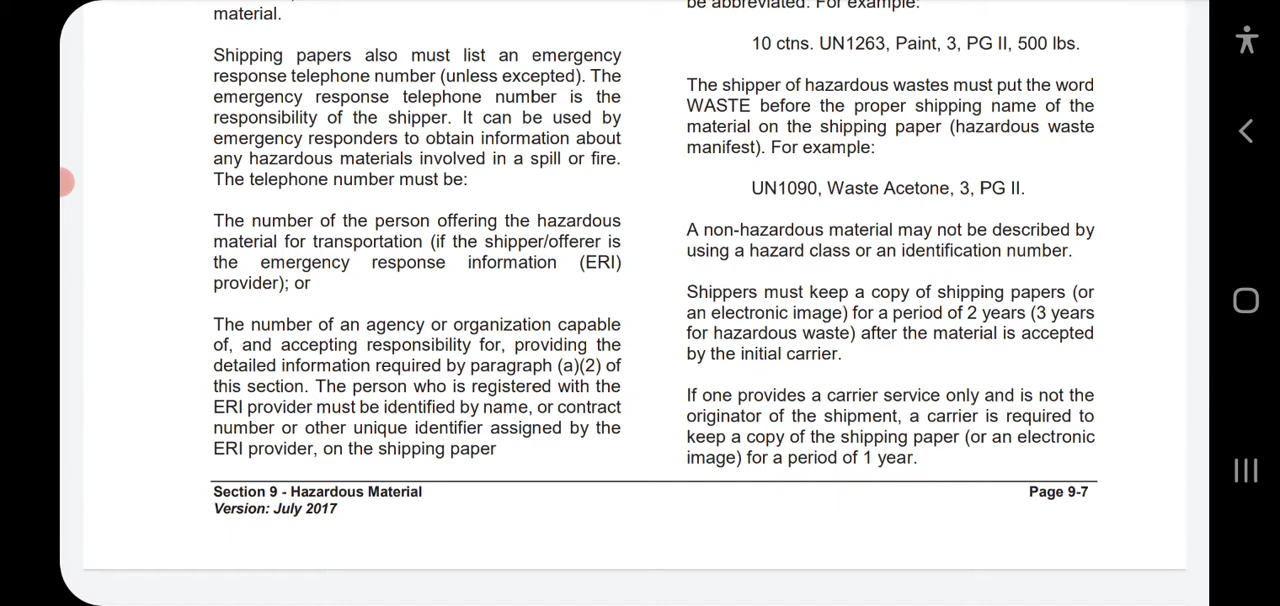 material.
Shipping papers also must list an emergency
response telephone number (unless excepted). The
emergency response telephone number is the
responsibility of the shipper. It can be used by
emergency responders to obtain information about
any hazardous materials involved in a spill or fire.
The telephone number must be:
The number of the person offering the hazardous
material for transportation (if the shipper/offerer is
the emergency response information (ERI)
provider); or
The number of an agency or organization capable
of, and accepting responsibility for, providing the
detailed information required by paragraph (a)(2) of
this section. The person who is registered with the
ERI provider must be identified by name, or contract
number or other unique identifier assigned by the
ERI provider, on the shipping paper
be abbreviated. For example:
10 ctns. UN1263, Paint, 3, PG II, 500 lbs.
The shipper of hazardous wastes must put the word
WASTE before the proper shipping name of the
material on the shipping paper (hazardous waste
manifest). For example:
UN1090, Waste Acetone, 3, PG II.
A non-hazardous material may not be described by
using a hazard class or an identification number.
Shippers must keep a copy of shipping papers (or
an electronic image) for a period of 2 years (3 years
for hazardous waste) after the material is accepted
by the initial carrier.
If one provides a carrier service only and is not the
originator of the shipment, a carrier is required to
keep a copy of the shipping paper (or an electronic
image) for a period of 1 year.
Section 9 - Hazardous Material
Version: July 2017
Page 9-7